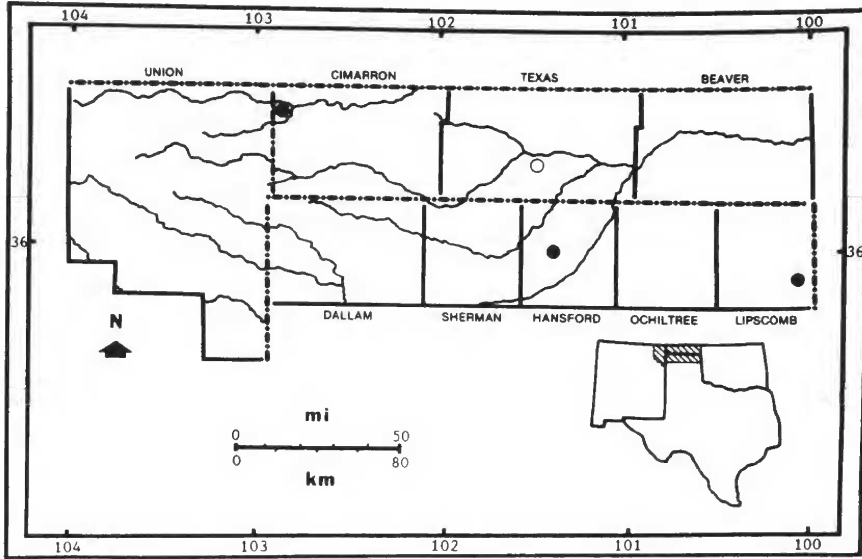 104 103 102 101 100
UNION CIMARRON TEXAS BEAVER
36 36
DALLAM SHERMAN HANSFORD OCHILTREE LIPSCOMB
N
mi
0 50
0 80
km
104 103 102 101 100